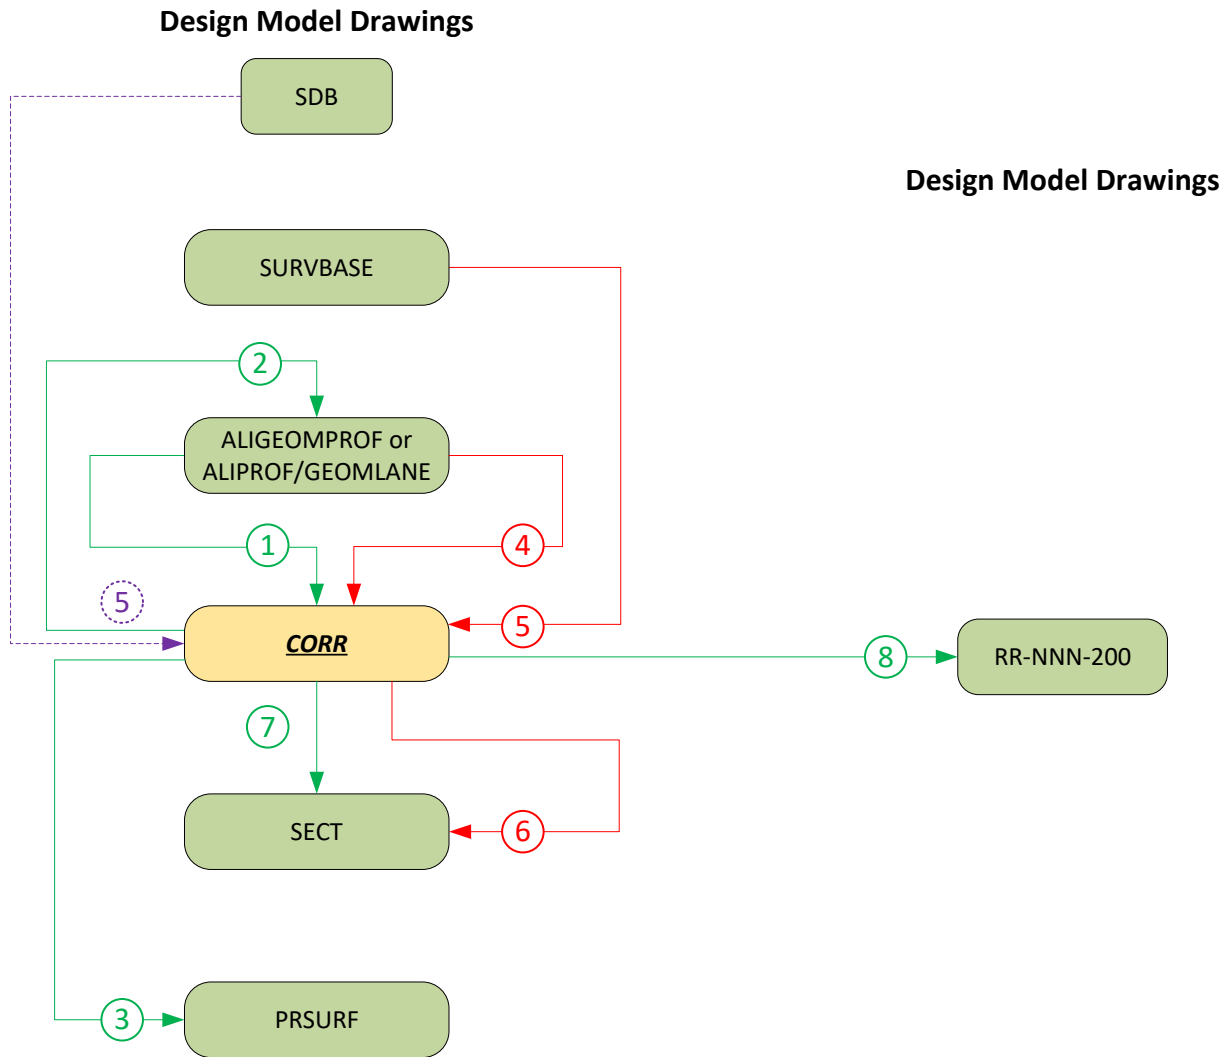 Design Model Drawings
SDB
Design Model Drawings
SURVBASE
2
ALIGEOMPROF or
ALIPROF/GEOMLANE
1
4
5
5
CORR
8
RR-NNN-200
7
SECT
6
3
PRSURF